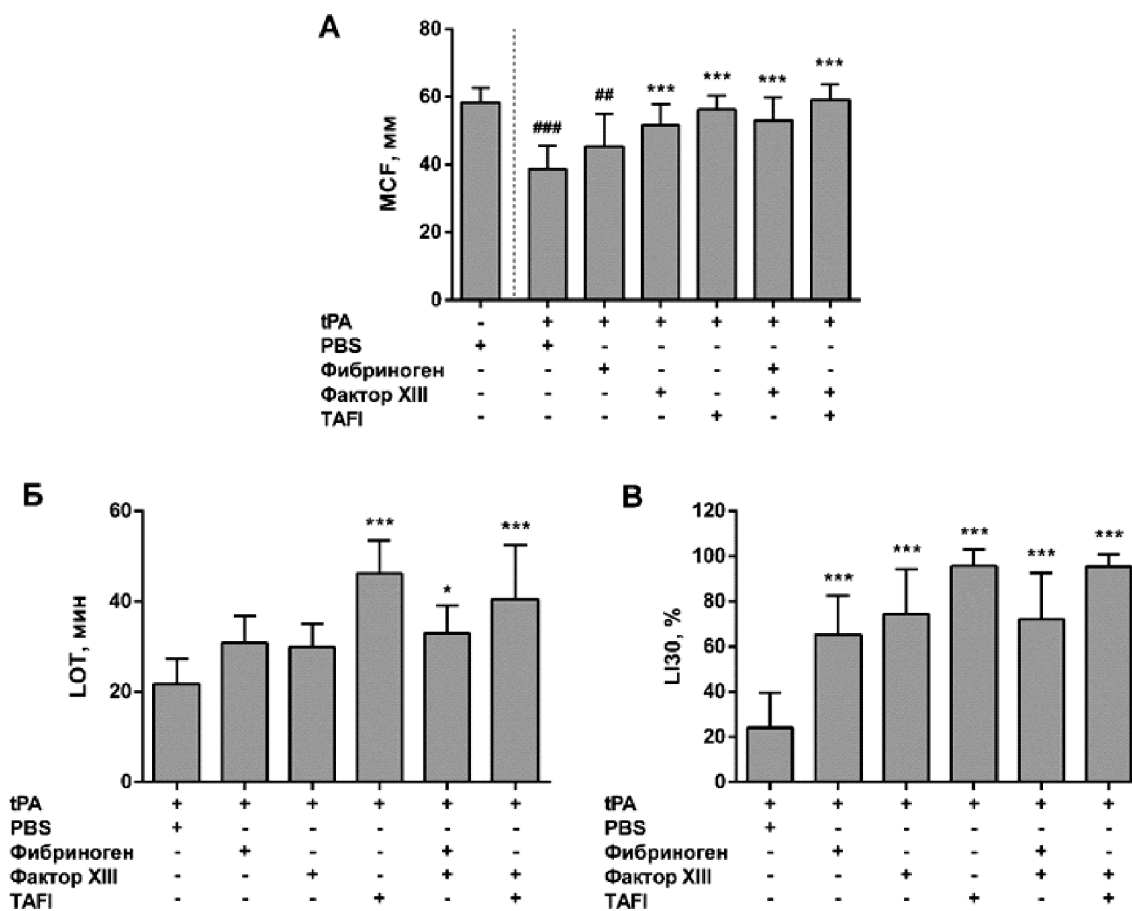 А
MCF, мм
80
60
40
20
0
###
##
***
***
***
***
tPA - + + + + + +
PBS + + - - - - -
Фибриноген - - + - - + -
Фактор XIII - - - + - + +
TAFI - - - - + - +
Б
LOT, мин
60
40
20
0
***
*
***
tPA + + + + + +
PBS + - - - - -
Фибриноген - + - - + -
Фактор XIII - - + - + +
TAFI - - - + - +
В
LI30, %
120
100
80
60
40
20
0
***
***
***
***
***
tPA + + + + + +
PBS + - - - - -
Фибриноген - + - - + -
Фактор XIII - - + - + +
TAFI - - - + - +